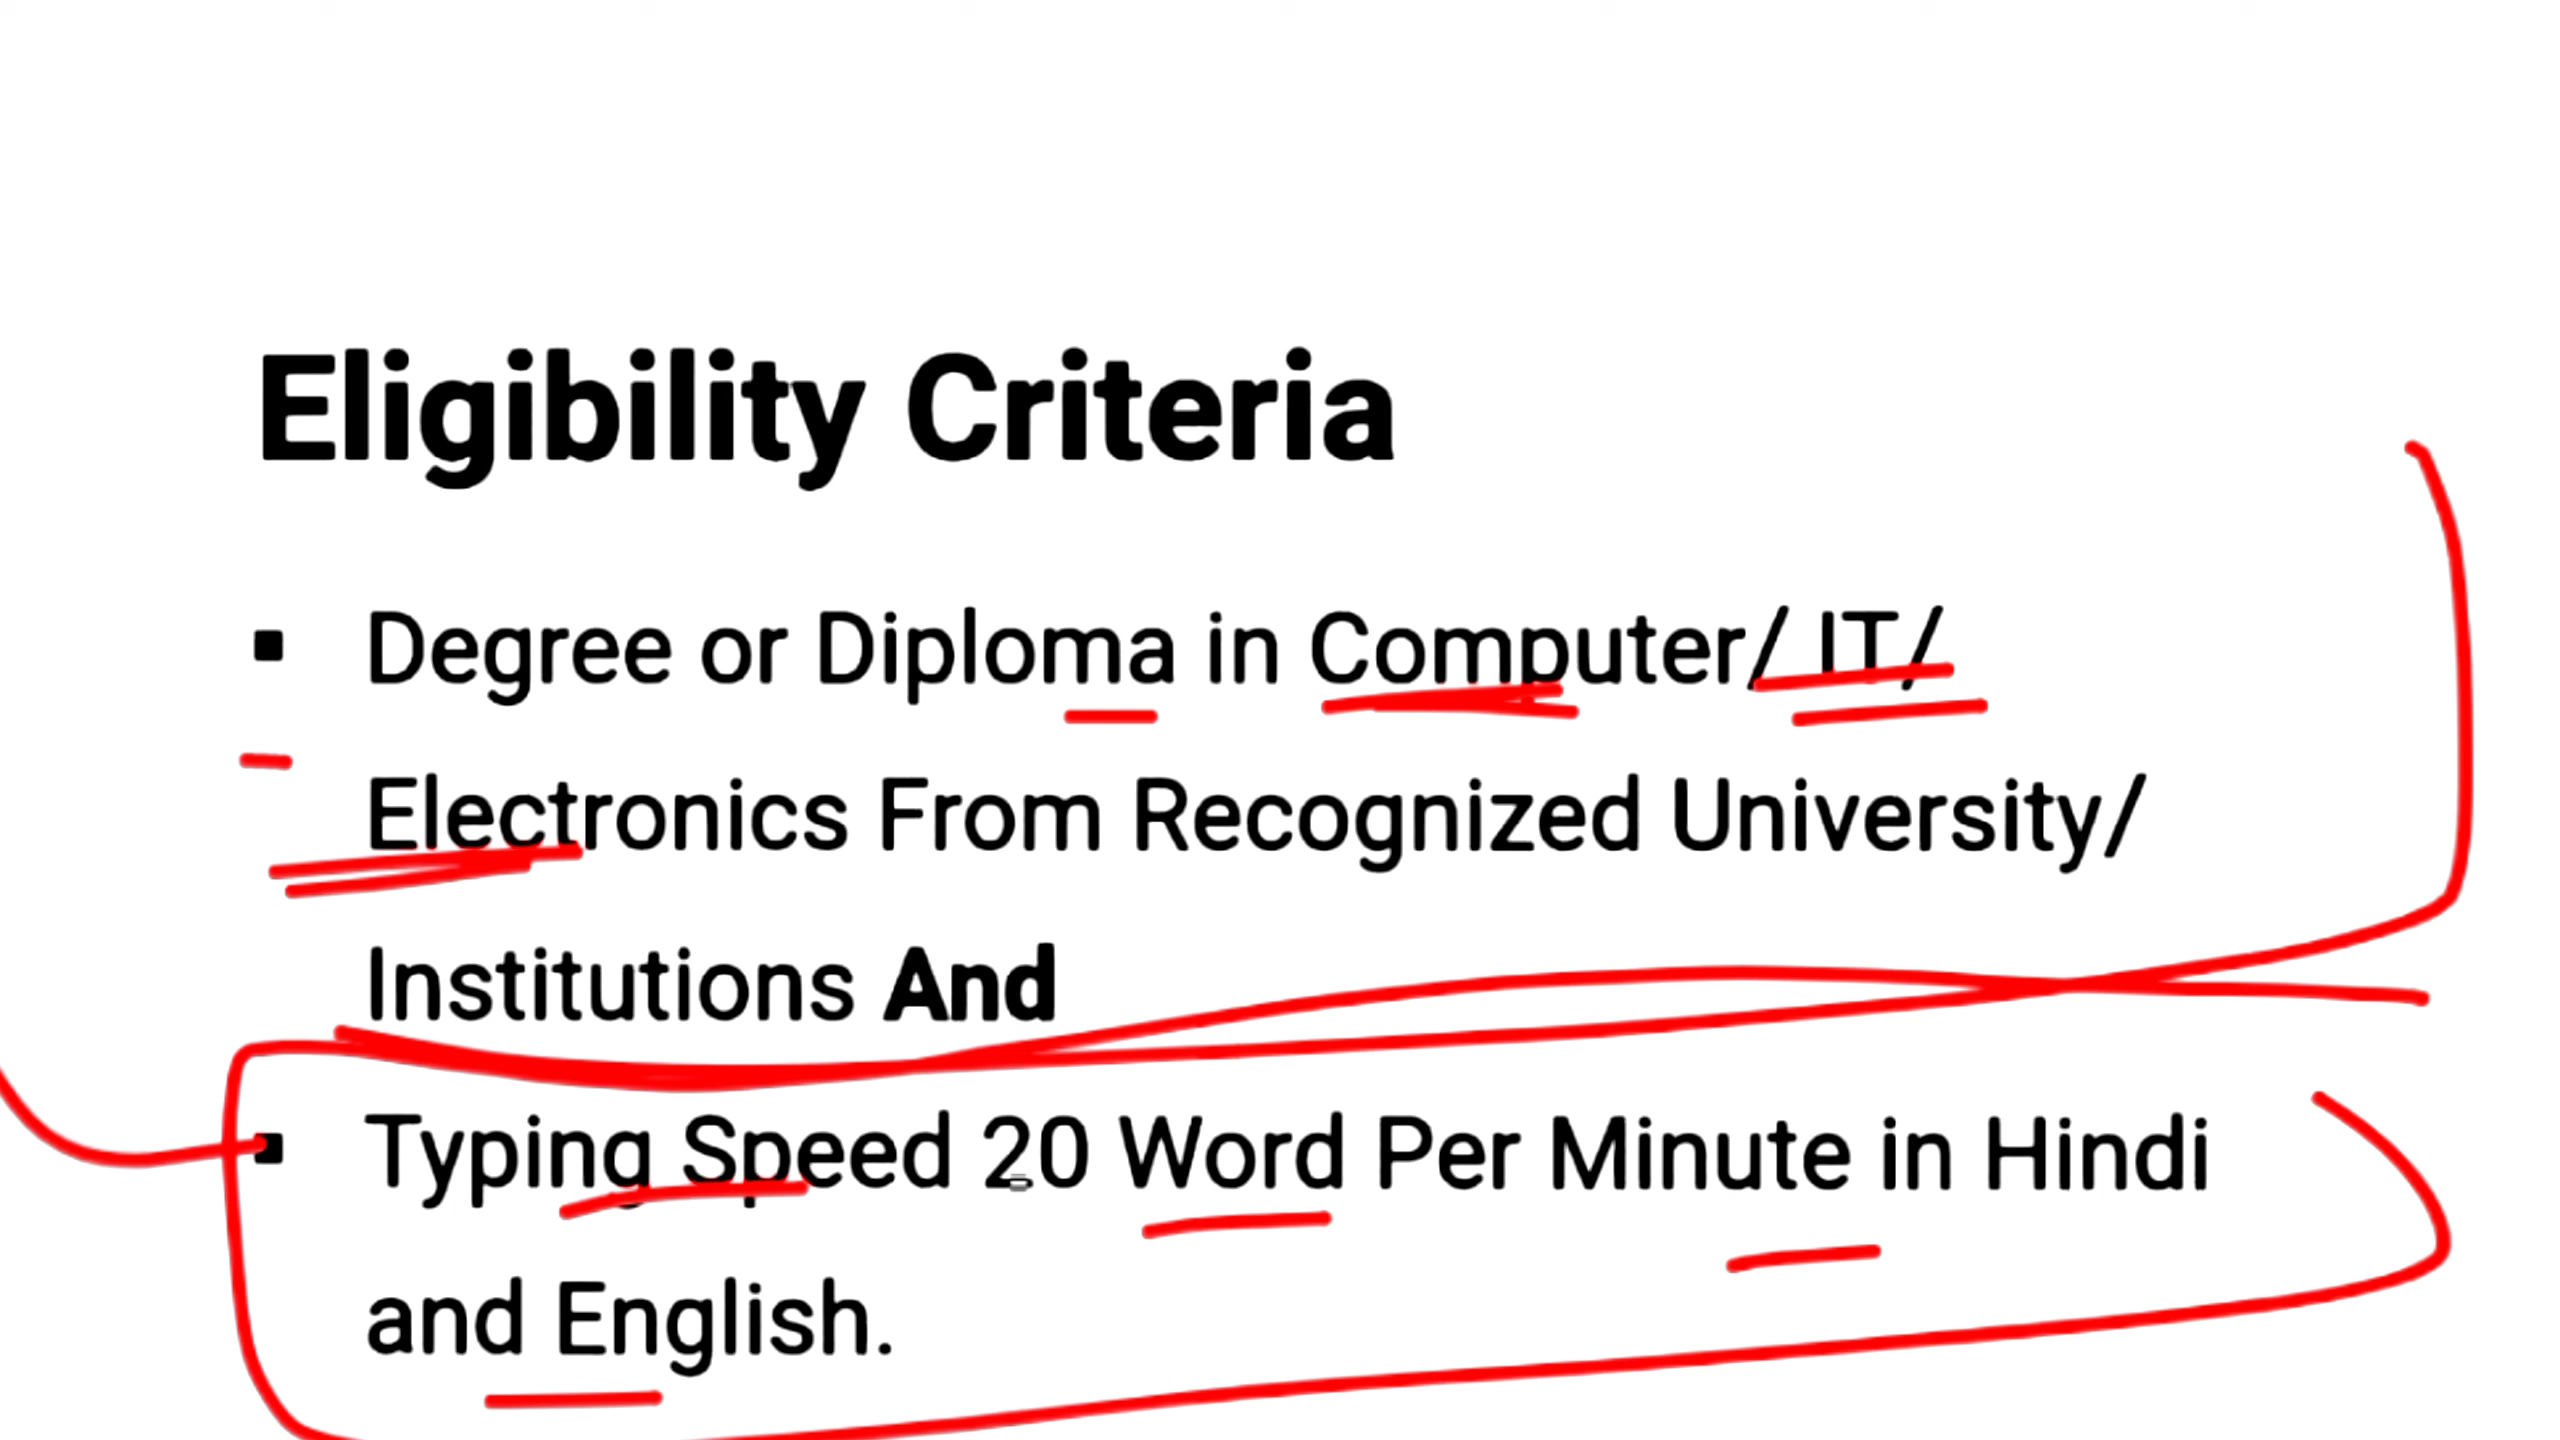 Eligibility Criteria
▪ Degree or Diploma in Computer/ IT/
Electronics From Recognized University/
Institutions And
▪ Typing Speed 20 Word Per Minute in Hindi
and English.